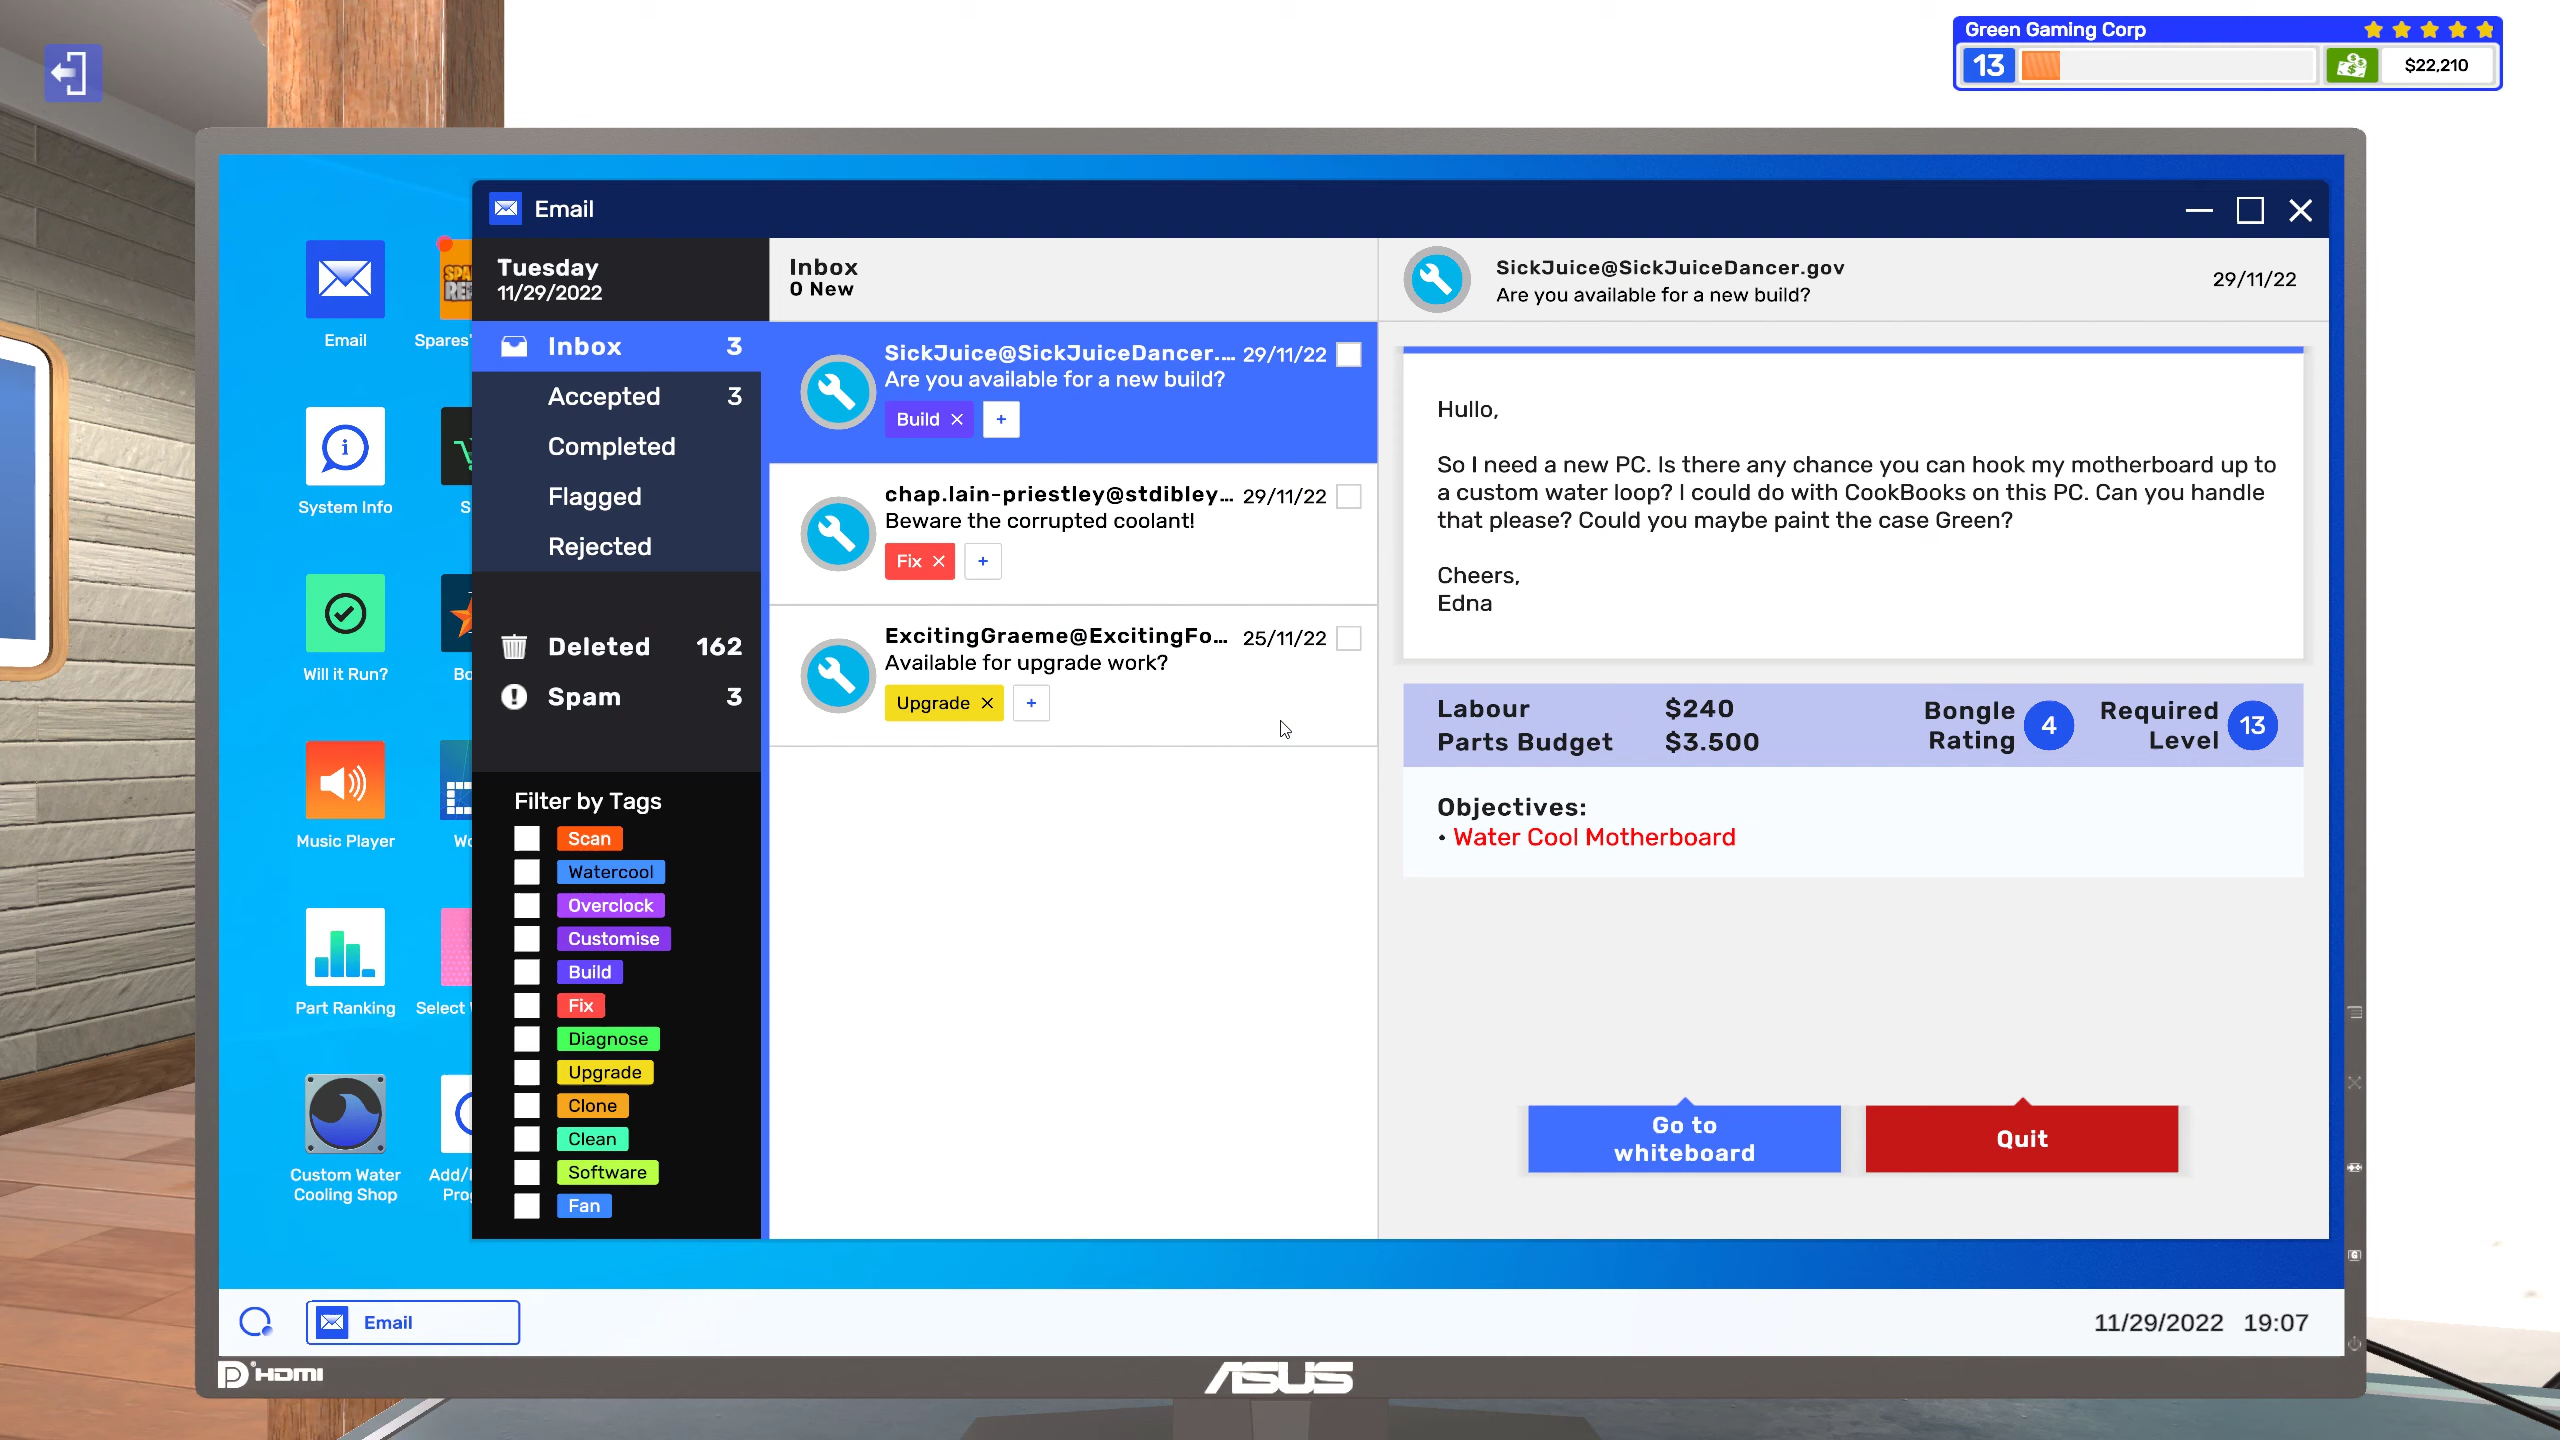 Green Gaming Corp
13
$22,210
Email
Tuesday
11/29/2022
Inbox
0 New
SickJuice@SickJuiceDancer.gov
Are you available for a new build?
29/11/22
Inbox 3
Accepted 3
Completed
Flagged
Rejected
Deleted 162
Spam 3
Filter by Tags
Scan
Watercool
Overclock
Customise
Build
Fix
Diagnose
Upgrade
Clone
Clean
Software
Fan
SickJuice@SickJuiceDancer.... 29/11/22
Are you available for a new build?
Build × +
chap.lain-priestley@stdibley... 29/11/22
Beware the corrupted coolant!
Fix × +
ExcitingGraeme@ExcitingFo... 25/11/22
Available for upgrade work?
Upgrade × +
Hullo,
So I need a new PC. Is there any chance you can hook my motherboard up to
a custom water loop? I could do with CookBooks on this PC. Can you handle
that please? Could you maybe paint the case Green?
Cheers,
Edna
Labour $240
Parts Budget $3.500
Bongle
Rating
4
Required
Level
13
Objectives:
• Water Cool Motherboard
Go to
whiteboard
Quit
Email
Spares'
System Info
S
Will it Run?
Bo
Music Player
Wo
Part Ranking
Select
Custom Water
Cooling Shop
Add/
Pro
SPA
RE
Email
11/29/2022 19:07
HDMI
ASUS